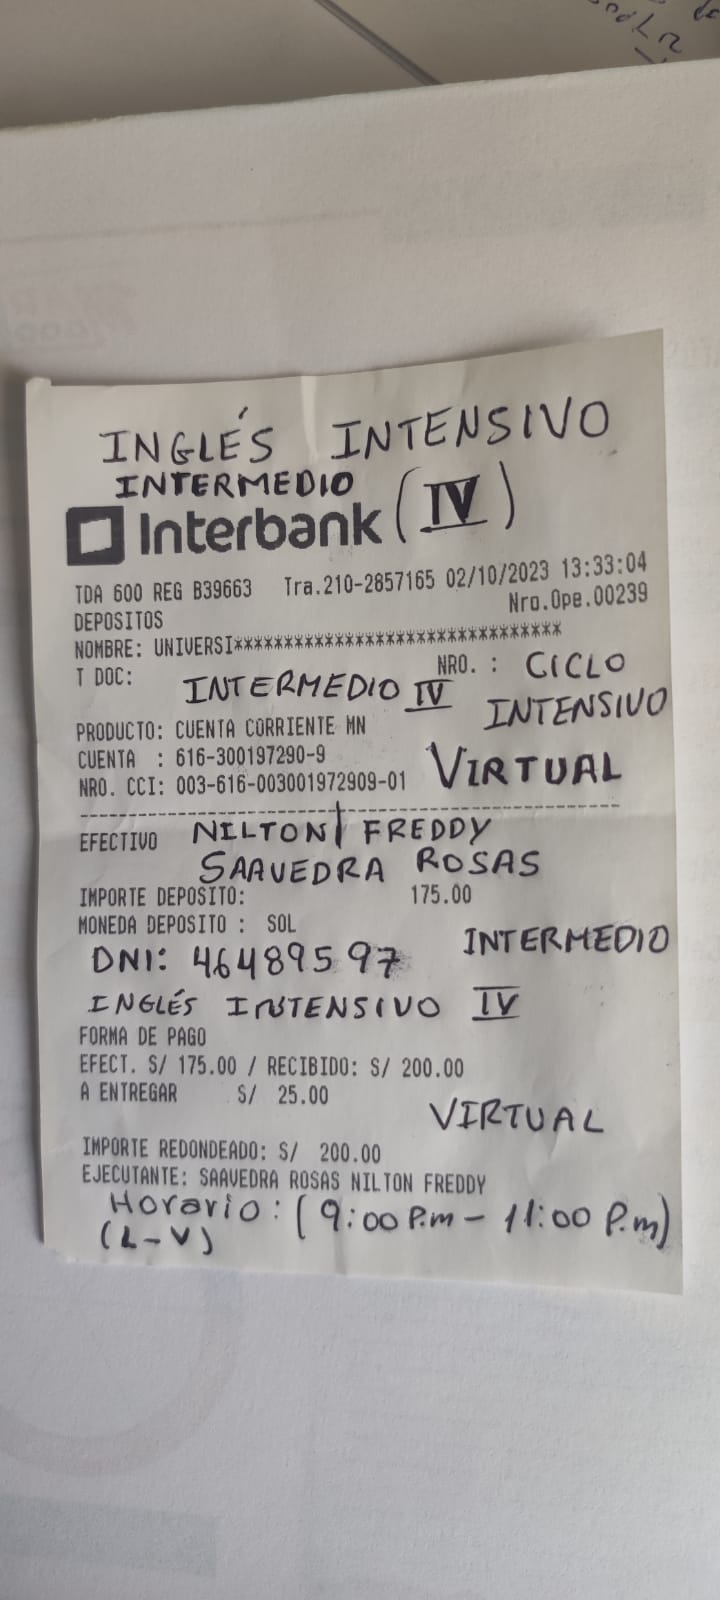 INGLÉS INTENSIVO
INTERMEDIO
Interbank (IV)
TDA 600 REG B39663 Tra.210-2857165 02/10/2023 13:33:04
DEPOSITOS Nro.Ope.00239
NOMBRE: UNIVERSI*********************************
T DOC: NRO. : CICLO
INTERMEDIO IV INTENSIVO
PRODUCTO: CUENTA CORRIENTE MN
CUENTA : 616-300197290-9
NRO. CCI: 003-616-003001972909-01 VIRTUAL
EFECTIVO NILTON FREDDY
SAAVEDRA ROSAS
IMPORTE DEPOSITO: 175.00
MONEDA DEPOSITO : SOL
DNI: 46489597 INTERMEDIO
INGLÉS INTENSIVO IV
FORMA DE PAGO
EFECT. S/ 175.00 / RECIBIDO: S/ 200.00
A ENTREGAR S/ 25.00
VIRTUAL
IMPORTE REDONDEADO: S/ 200.00
EJECUTANTE: SAAVEDRA ROSAS NILTON FREDDY
Horario: (9:00 P.m - 11:00 P.m)
(L-V)